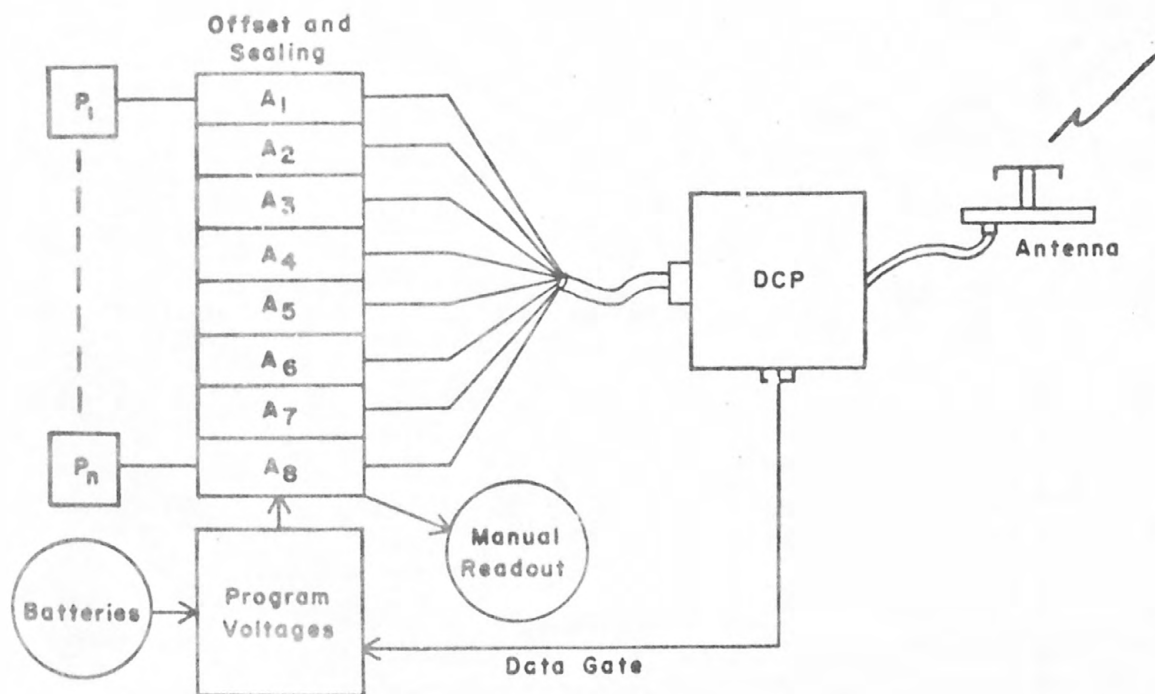 Offset and
Sealing
P1
A1
A2
A3
A4
A5
A6
A7
A8
Pn
DCP
Antenna
Manual
Readout
Batteries
Program
Voltages
Data Gate